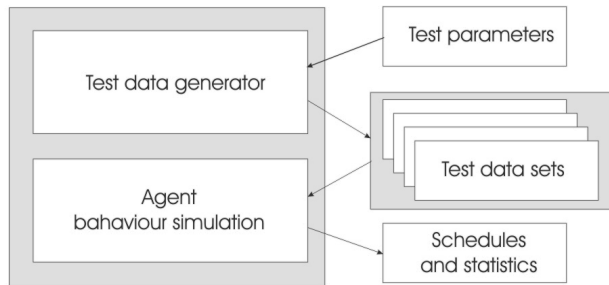 Test parameters
Test data generator
Test data sets
Agent
bahaviour simulation
Schedules
and statistics